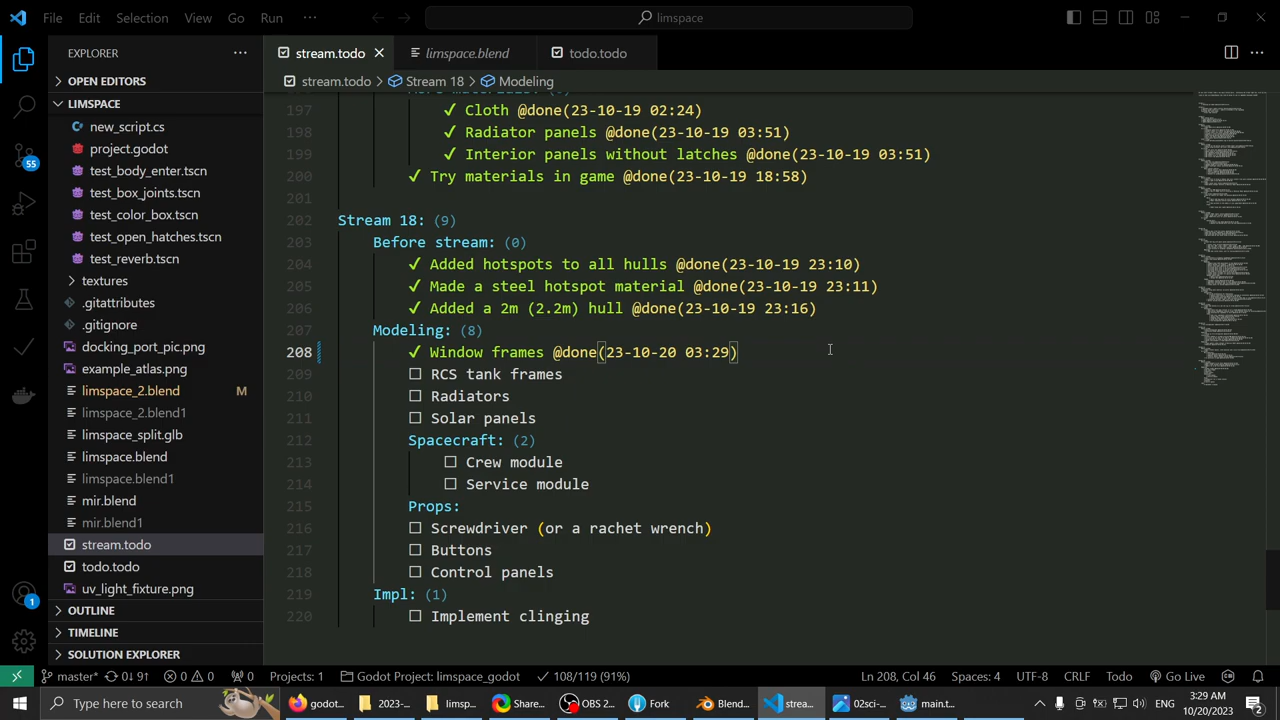 File Edit Selection View Go Run ··· limspace
EXPLORER
stream.todo limspace.blend todo.todo
stream.todo > Stream 18 > Modeling
OPEN EDITORS
LIMSPACE
new_script.cs
project.godot
test_body_enter.tscn
test_box_joints.tscn
test_color_box.tscn
test_open_hatches.tscn
test_reverb.tscn
textures
.gitattributes
.gitignore
docking_port_pic.png
example_atlas.png
limspace_2.blend M
limspace_2.blend1
limspace_split.glb
limspace.blend
limspace.blend1
mir.blend
mir.blend1
stream.todo
todo.todo
uv_light_fixture.png
OUTLINE
TIMELINE
SOLUTION EXPLORER
55
1
197 ✓ Cloth @done(23-10-19 02:24)
198 ✓ Radiator panels @done(23-10-19 03:51)
199 ✓ Interior panels without latches @done(23-10-19 03:51)
200 ✓ Try materials in game @done(23-10-19 18:58)
201
202 Stream 18: (9)
203 Before stream: (0)
204 ✓ Added hotspot to all hulls @done(23-10-19 23:10)
205 ✓ Made a steel hotspot material @done(23-10-19 23:11)
206 ✓ Added a 2m (2.2m) hull @done(23-10-19 23:16)
207 Modeling: (8)
208 ✓ Window frames @done(23-10-20 03:29)
209 ☐ RCS tank frames
210 ☐ Radiators
211 ☐ Solar panels
212 Spacecraft: (2)
213 ☐ Crew module
214 ☐ Service module
215 Props:
216 ☐ Screwdriver (or a rachet wrench)
217 ☐ Buttons
218 ☐ Control panels
219 Impl: (1)
220 ☐ Implement clinging
master* 0↓ 9↑ 0 0 0 Projects: 1 Godot Project: limspace_godot 108/119 (91%) Ln 208, Col 46 Spaces: 4 UTF-8 CRLF Todo Go Live
Type here to search godot... 2023-... limsp... Share... OBS 2... Fork Blend... strea... 02sci-... main.t... 3:29 AM
10/20/2023
2